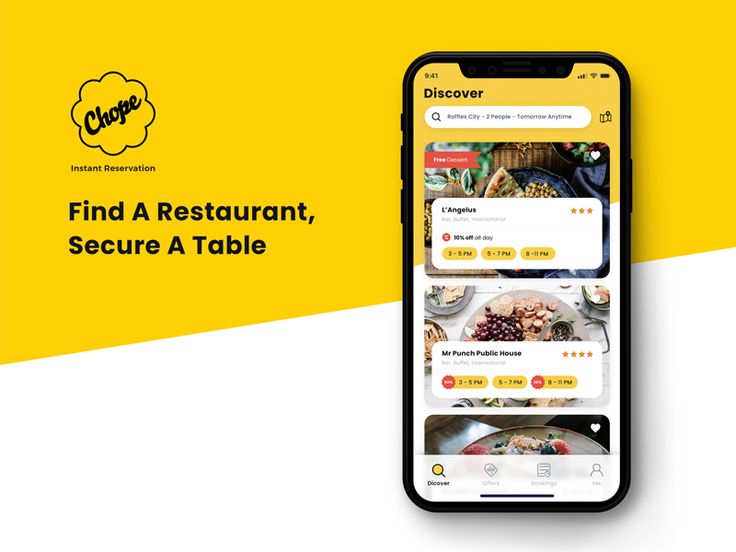 Chope
Instant Reservation
Find A Restaurant,
Secure A Table
9:41
Discover
Raffles City - 2 People - Tomorrow Anytime
Free Dessert
L'Angelus
Bar, Buffet, International
10% off all day
3 - 5 PM
5 - 7 PM
8 -11 PM
Mr Punch Public House
Bar, Buffet, International
3 - 5 PM
5 - 7 PM
8 - 11 PM
Dicover
Offers
Bookings
Me